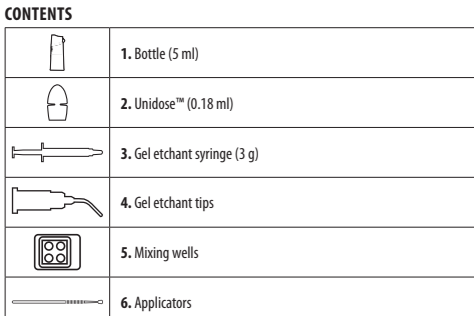 CONTENTS
1. Bottle (5 ml)
2. Unidose™ (0.18 ml)
3. Gel etchant syringe (3 g)
4. Gel etchant tips
5. Mixing wells
6. Applicators